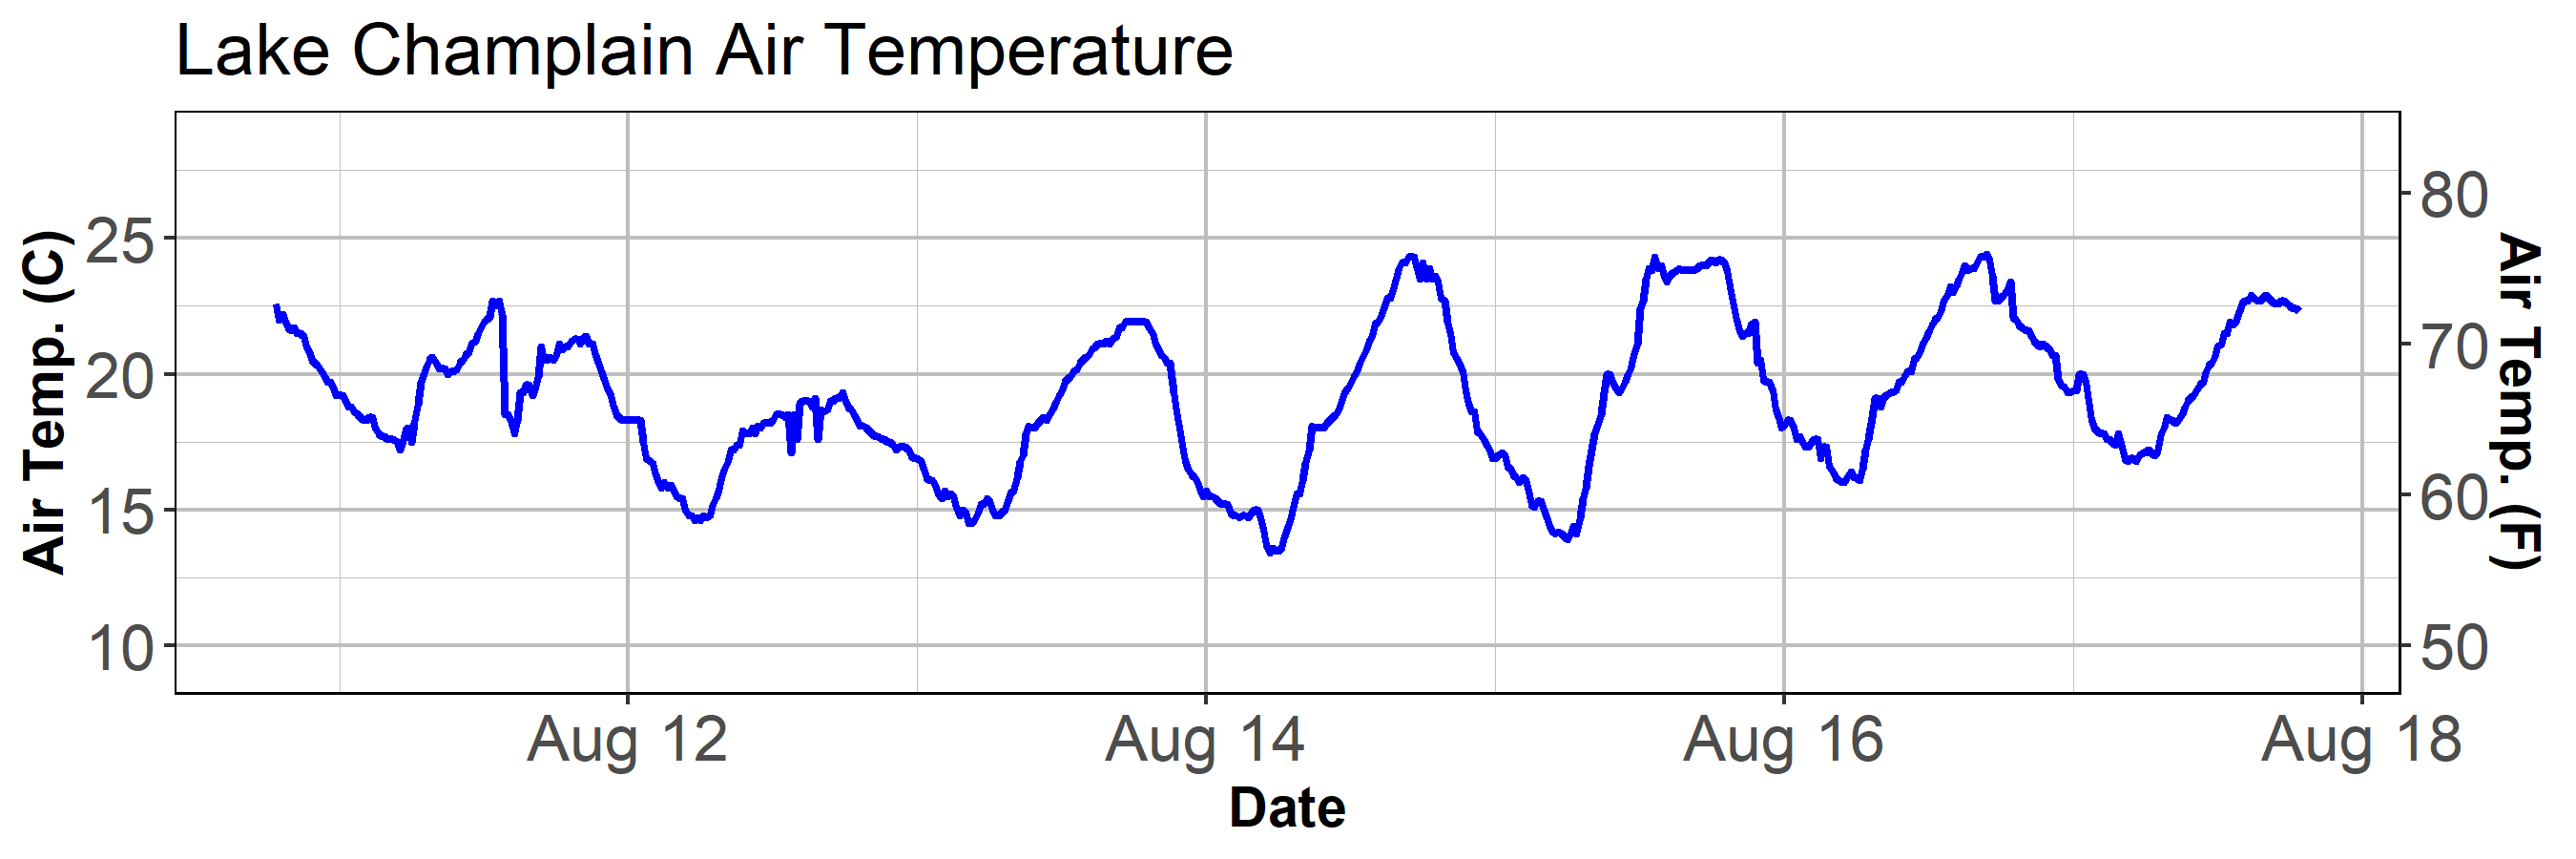 Lake Champlain Air Temperature
Air Temp. (C)
25
20
15
10
80
70
60
50
Air Temp. (F)
Aug 12
Aug 14
Aug 16
Aug 18
Date